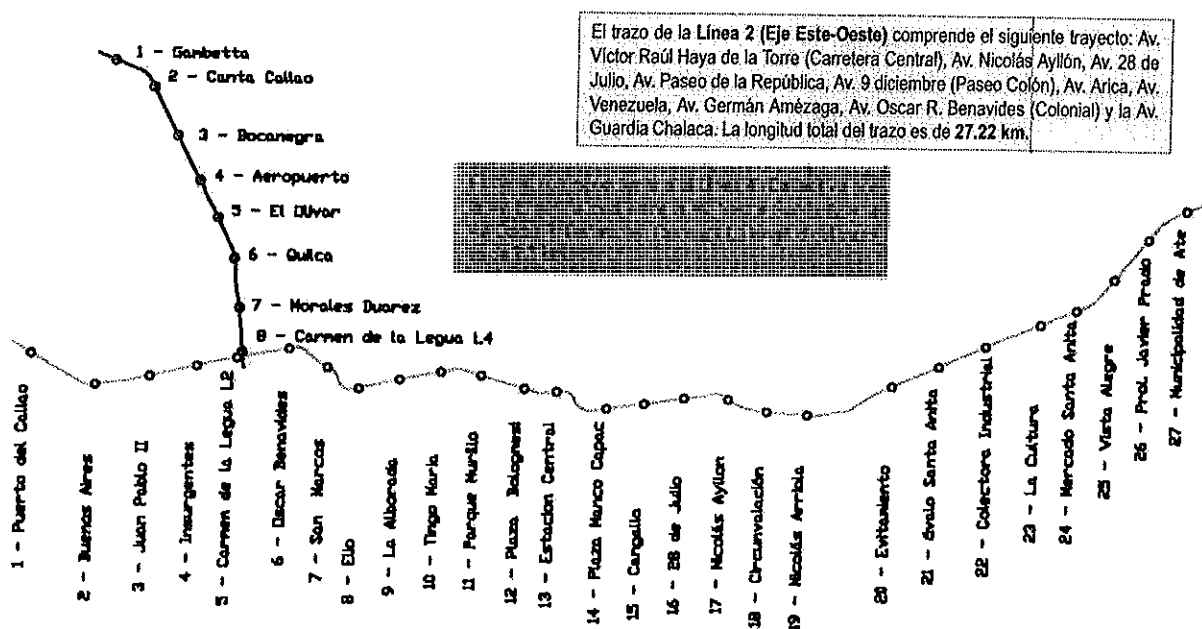 El trazo de la Línea 2 (Eje Este-Oeste) comprende el siguiente trayecto: Av.
Víctor Raúl Haya de la Torre (Carretera Central), Av. Nicolás Ayllón, Av. 28 de
Julio, Av. Paseo de la República, Av. 9 diciembre (Paseo Colón), Av. Arica, Av.
Venezuela, Av. Germán Amézaga, Av. Oscar R. Benavides (Colonial) y la Av.
Guardia Chalaca. La longitud total del trazo es de 27.22 km.
1 - Gambetta
2 - Canta Callao
3 - Bocanegra
4 - Aeropuerto
5 - El Olivar
6 - Quilca
7 - Morales Duarez
8 - Carmen de la Legua L4
1 - Puerto del Callao
2 - Buenos Aires
3 - Juan Pablo II
4 - Insurgentes
5 - Carmen de la Legua L2
6 - Oscar Benavides
7 - San Marcos
8 - Elio
9 - La Alborada
10 - Tingo María
11 - Parque Murillo
12 - Plaza Bolognesi
13 - Estacion Central
14 - Plaza Manco Capac
15 - Cangallo
16 - 28 de Julio
17 - Nicolás Ayllon
18 - Circunvalación
19 - Nicolás Arriola
20 - Evitamiento
21 - Óvalo Santa Anita
22 - Colectora Industrial
23 - La Cultura
24 - Mercado Santa Anita
25 - Vista Alegre
26 - Prol. Javier Prado
27 - Municipalidad de Ate